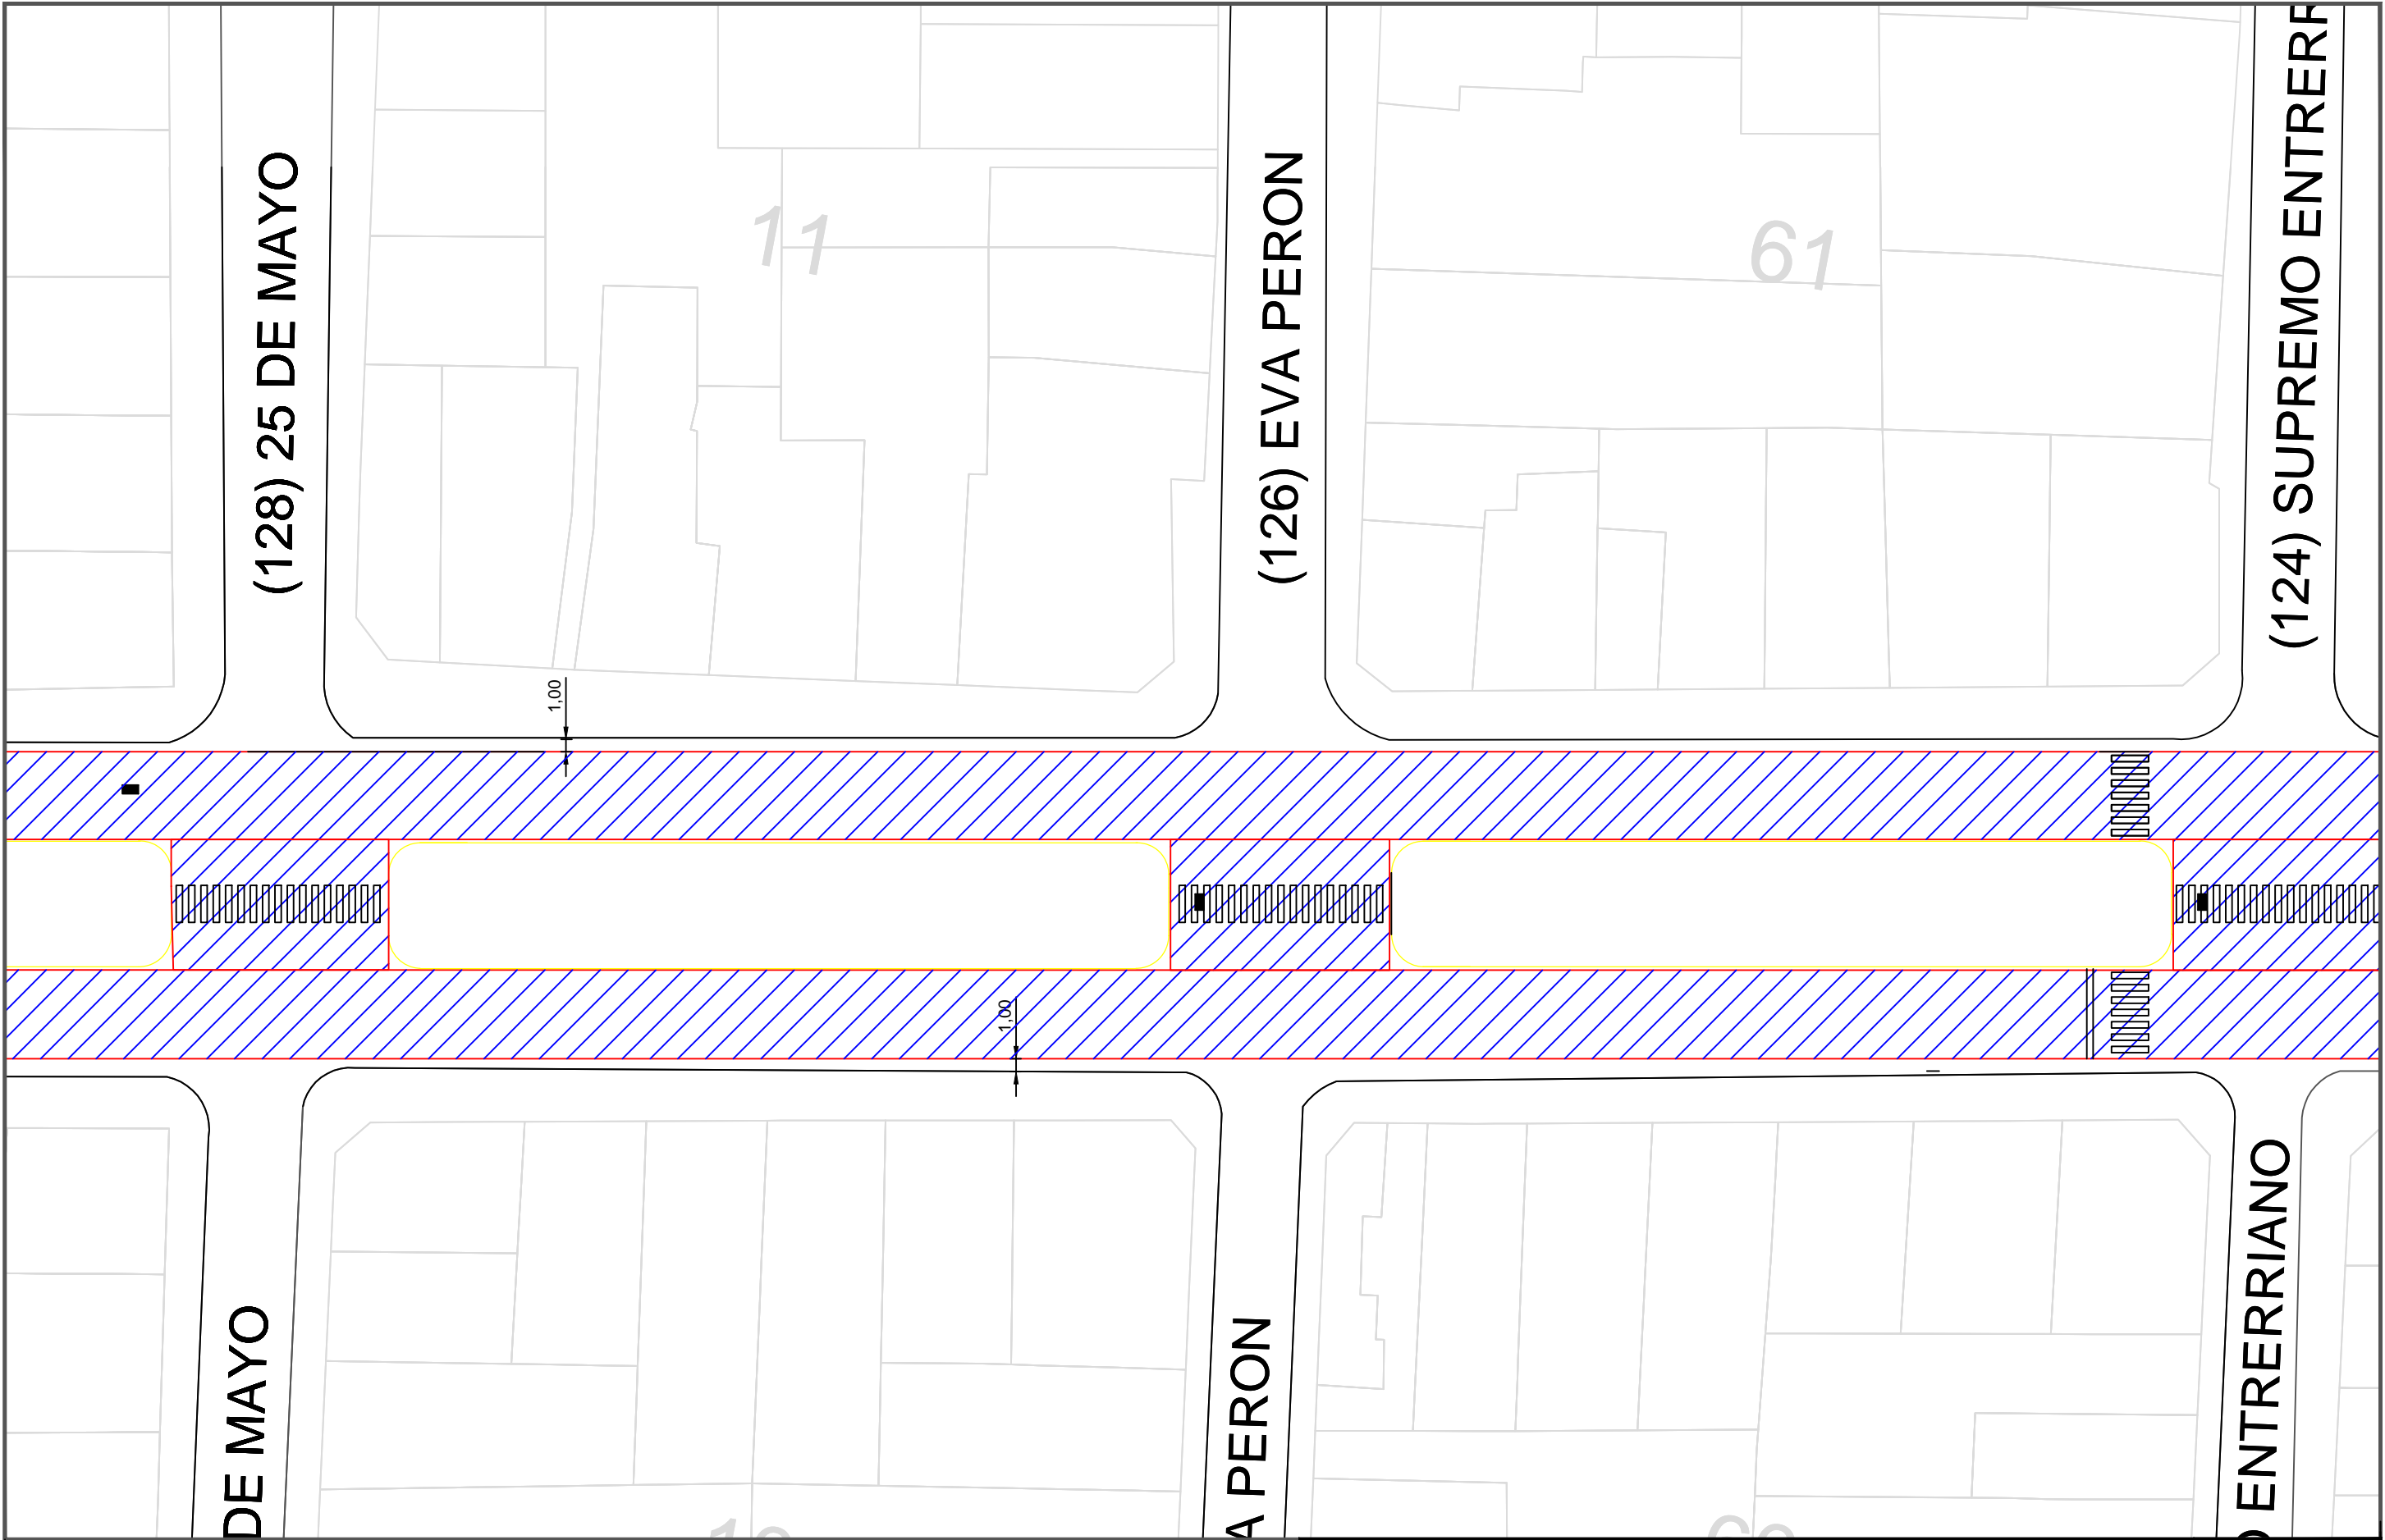 (128) 25 DE MAYO
11
(126) EVA PERON
61
(124) SUPREMO ENTRERR
1,00
1,00
DE MAYO
A PERON
O ENTRERRIANO